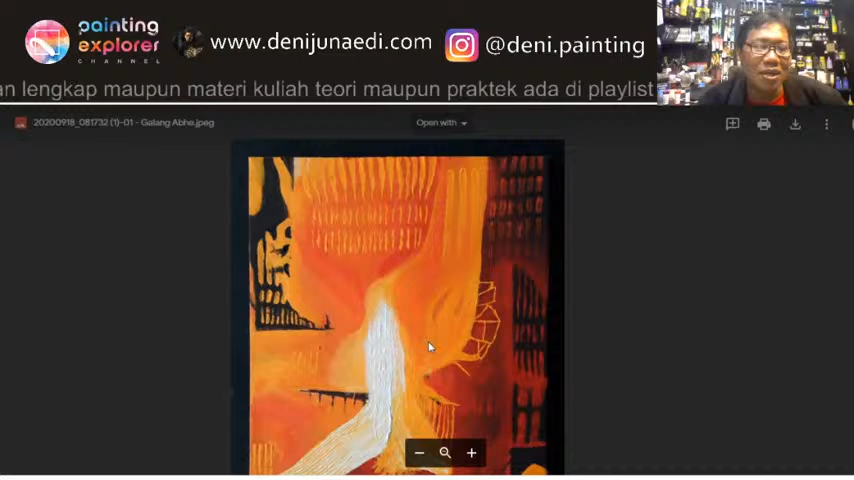 painting
explorer
CHANNEL
www.denijunaedi.com
@deni.painting
an lengkap maupun materi kuliah teori maupun praktek ada di playlist
20200918_081732 (1)-01 - Galang Abhe.jpeg
Open with